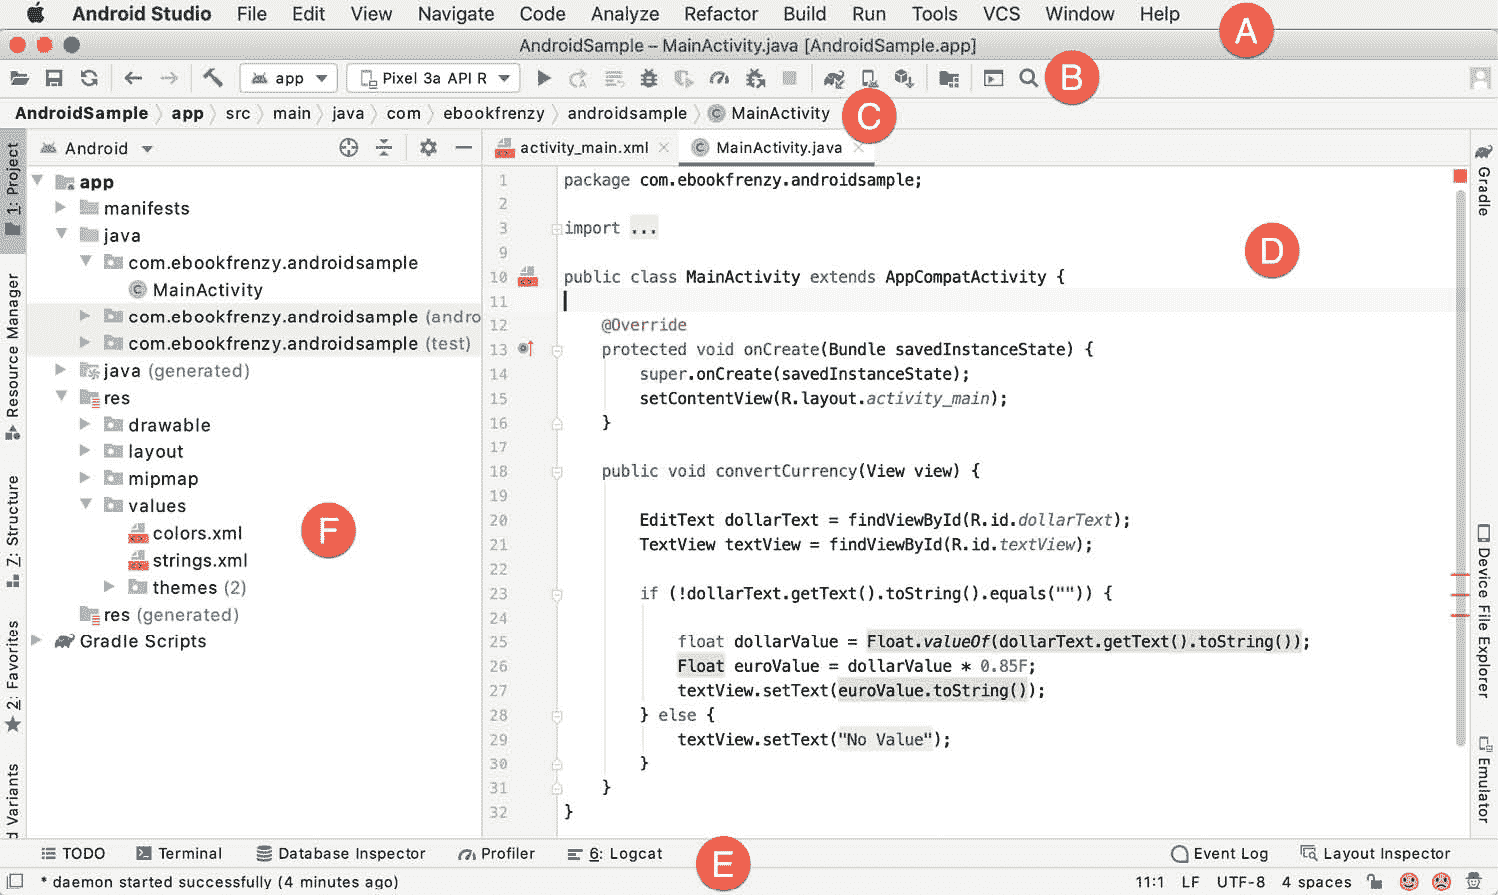 Android Studio File Edit View Navigate Code Analyze Refactor Build Run Tools VCS Window Help
A
AndroidSample – MainActivity.java [AndroidSample.app]
app Pixel 3a API R
B
AndroidSample app src main java com ebookfrenzy androidsample MainActivity
C
1: Project
Resource Manager
Z: Structure
2: Favorites
d Variants
Android
app
manifests
java
com.ebookfrenzy.androidsample
MainActivity
com.ebookfrenzy.androidsample (andro
com.ebookfrenzy.androidsample (test)
java (generated)
res
drawable
layout
mipmap
values
colors.xml
strings.xml
themes (2)
res (generated)
Gradle Scripts
F
activity_main.xml MainActivity.java
1 package com.ebookfrenzy.androidsample;
2
3 import ...
9
10 public class MainActivity extends AppCompatActivity {
11
12 @Override
13 protected void onCreate(Bundle savedInstanceState) {
14 super.onCreate(savedInstanceState);
15 setContentView(R.layout.activity_main);
16 }
17
18 public void convertCurrency(View view) {
19
20 EditText dollarText = findViewById(R.id.dollarText);
21 TextView textView = findViewById(R.id.textView);
22
23 if (!dollarText.getText().toString().equals("")) {
24
25 float dollarValue = Float.valueOf(dollarText.getText().toString());
26 Float euroValue = dollarValue * 0.85F;
27 textView.setText(euroValue.toString());
28 } else {
29 textView.setText("No Value");
30 }
31 }
32 }
D
Gradle
Device File Explorer
Emulator
TODO Terminal Database Inspector Profiler 6: Logcat
E
Event Log Layout Inspector
* daemon started successfully (4 minutes ago)
11:1 LF UTF-8 4 spaces